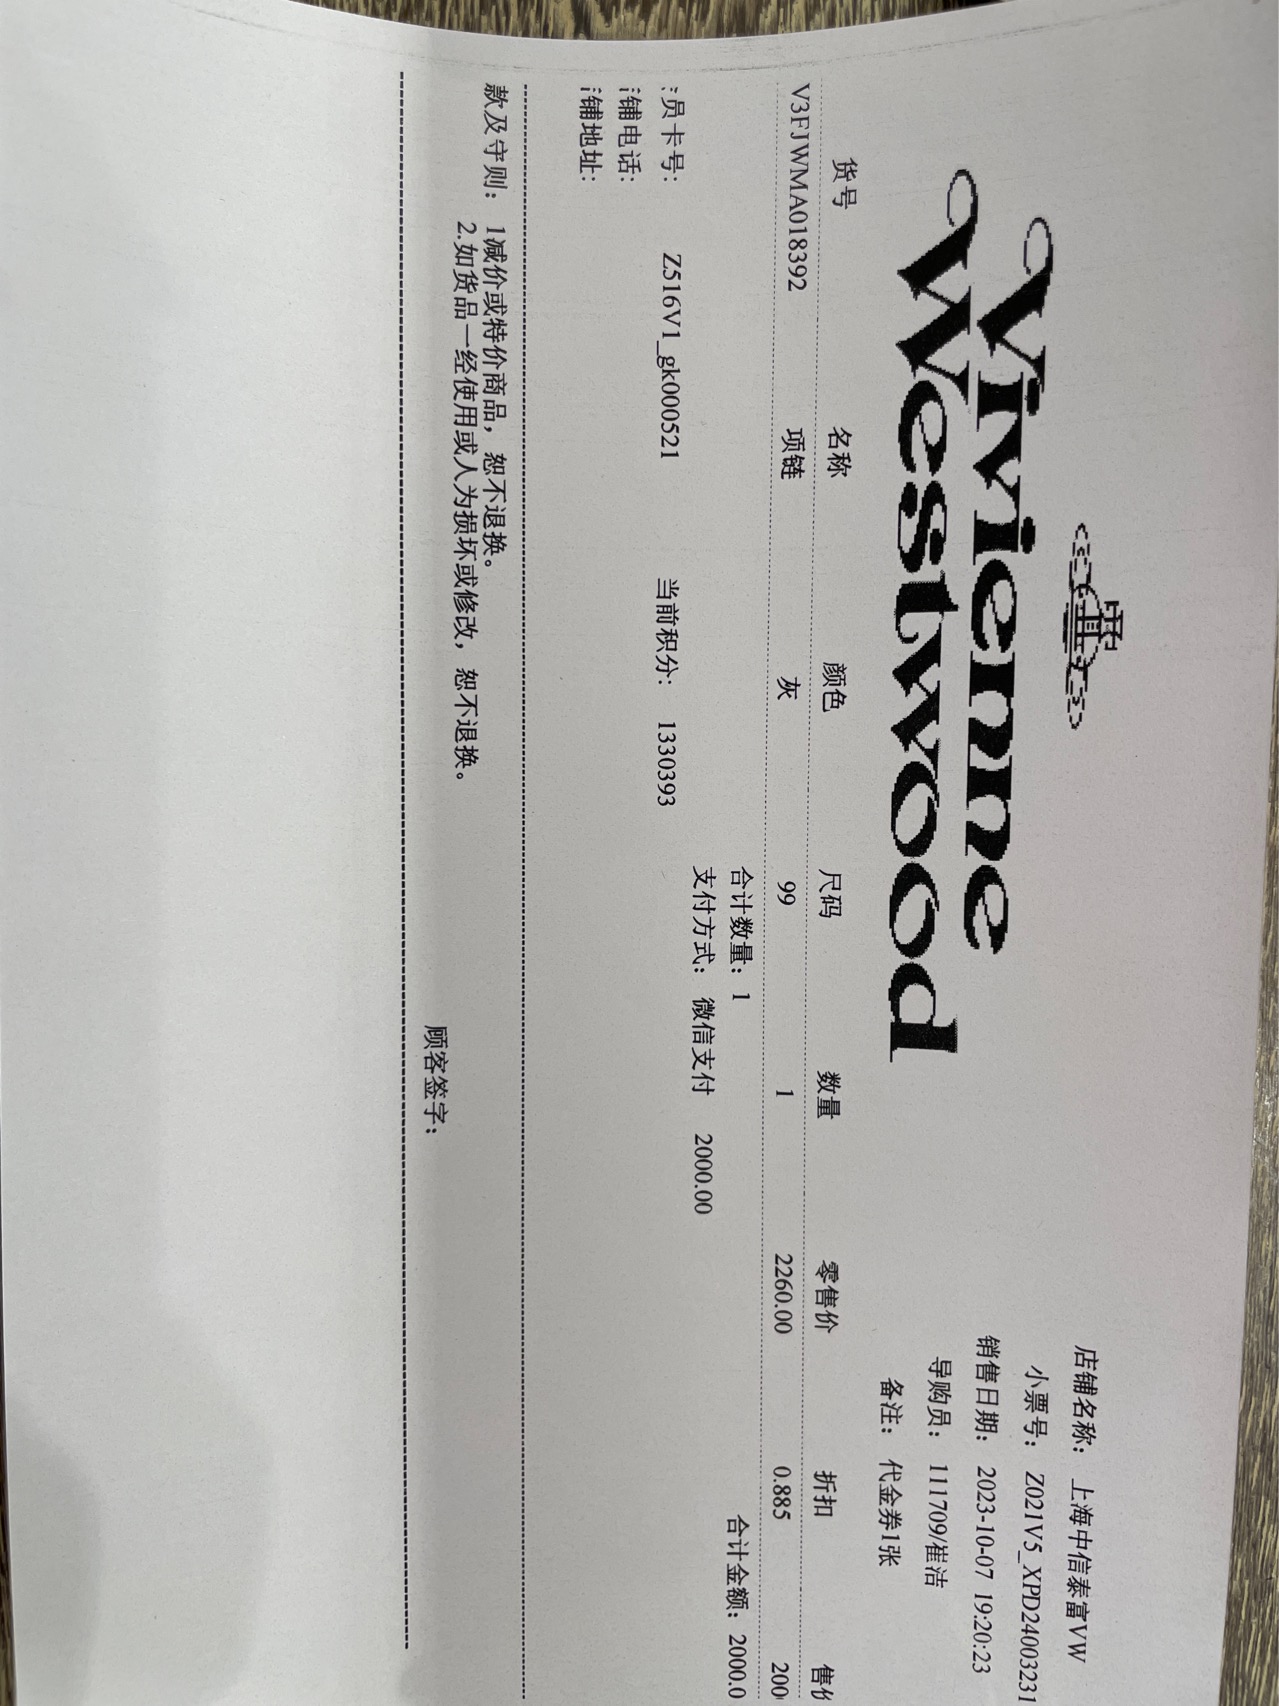 Vivienne
Westwood
店铺名称： 上海中信泰富VW
小票号： Z021V5_XPD24003231
销售日期： 2023-10-07 19:20:23
导购员： 111709/崔洁
备注： 代金券1张
货号 名称 颜色 尺码 数量 零售价 折扣 售
V3FJWMA018392 项链 灰 99 1 2260.00 0.885 200
合计数量：1 合计金额：2000.0
支付方式： 微信支付 2000.00
员卡号： Z516V1_gk000521 当前积分： 1330393
铺电话：
铺地址：
款及守则： 1减价或特价商品，恕不退换。
2.如货品一经使用或人为损坏或修改，恕不退换。
顾客签字：